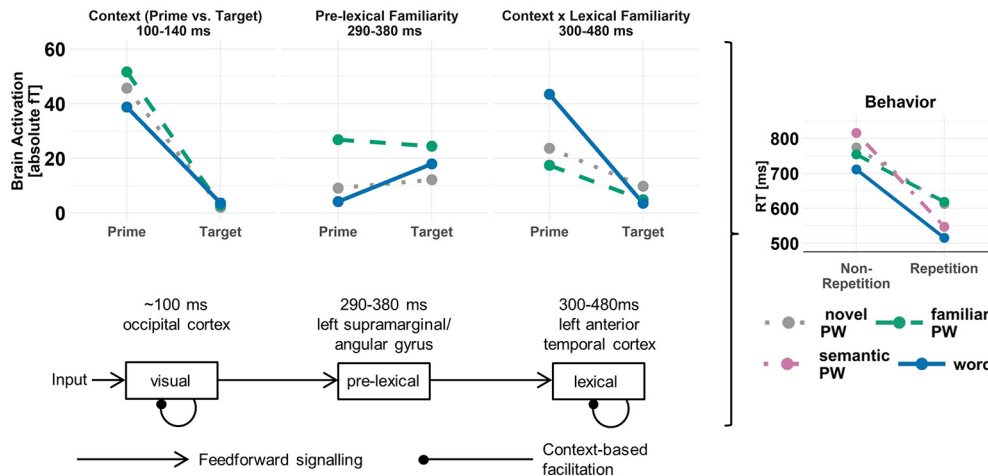 Context (Prime vs. Target)
100-140 ms
Pre-lexical Familiarity
290-380 ms
Context x Lexical Familiarity
300-480 ms
Brain Activation
[absolute fT]
60
40
20
0
Prime
Target
Prime
Target
Prime
Target
Behavior
RT [ms]
800
700
600
500
Non-
Repetition
Repetition
novel
PW
familiar
PW
semantic
PW
word
~100 ms
occipital cortex
290-380 ms
left supramarginal/
angular gyrus
300-480ms
left anterior
temporal cortex
Input
visual
pre-lexical
lexical
Feedforward signalling
Context-based
facilitation